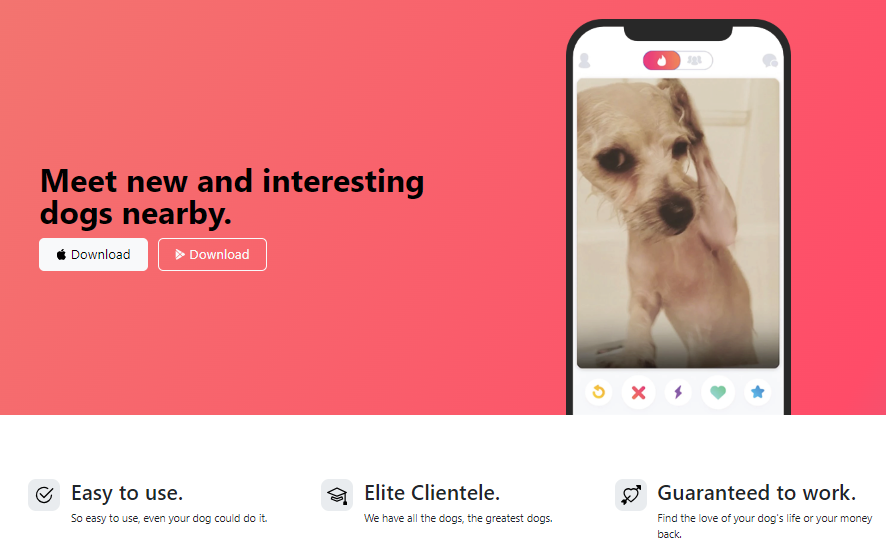 Meet new and interesting
dogs nearby.
Download
Download
Easy to use.
So easy to use, even your dog could do it.
Elite Clientele.
We have all the dogs, the greatest dogs.
Guaranteed to work.
Find the love of your dog's life or your money
back.